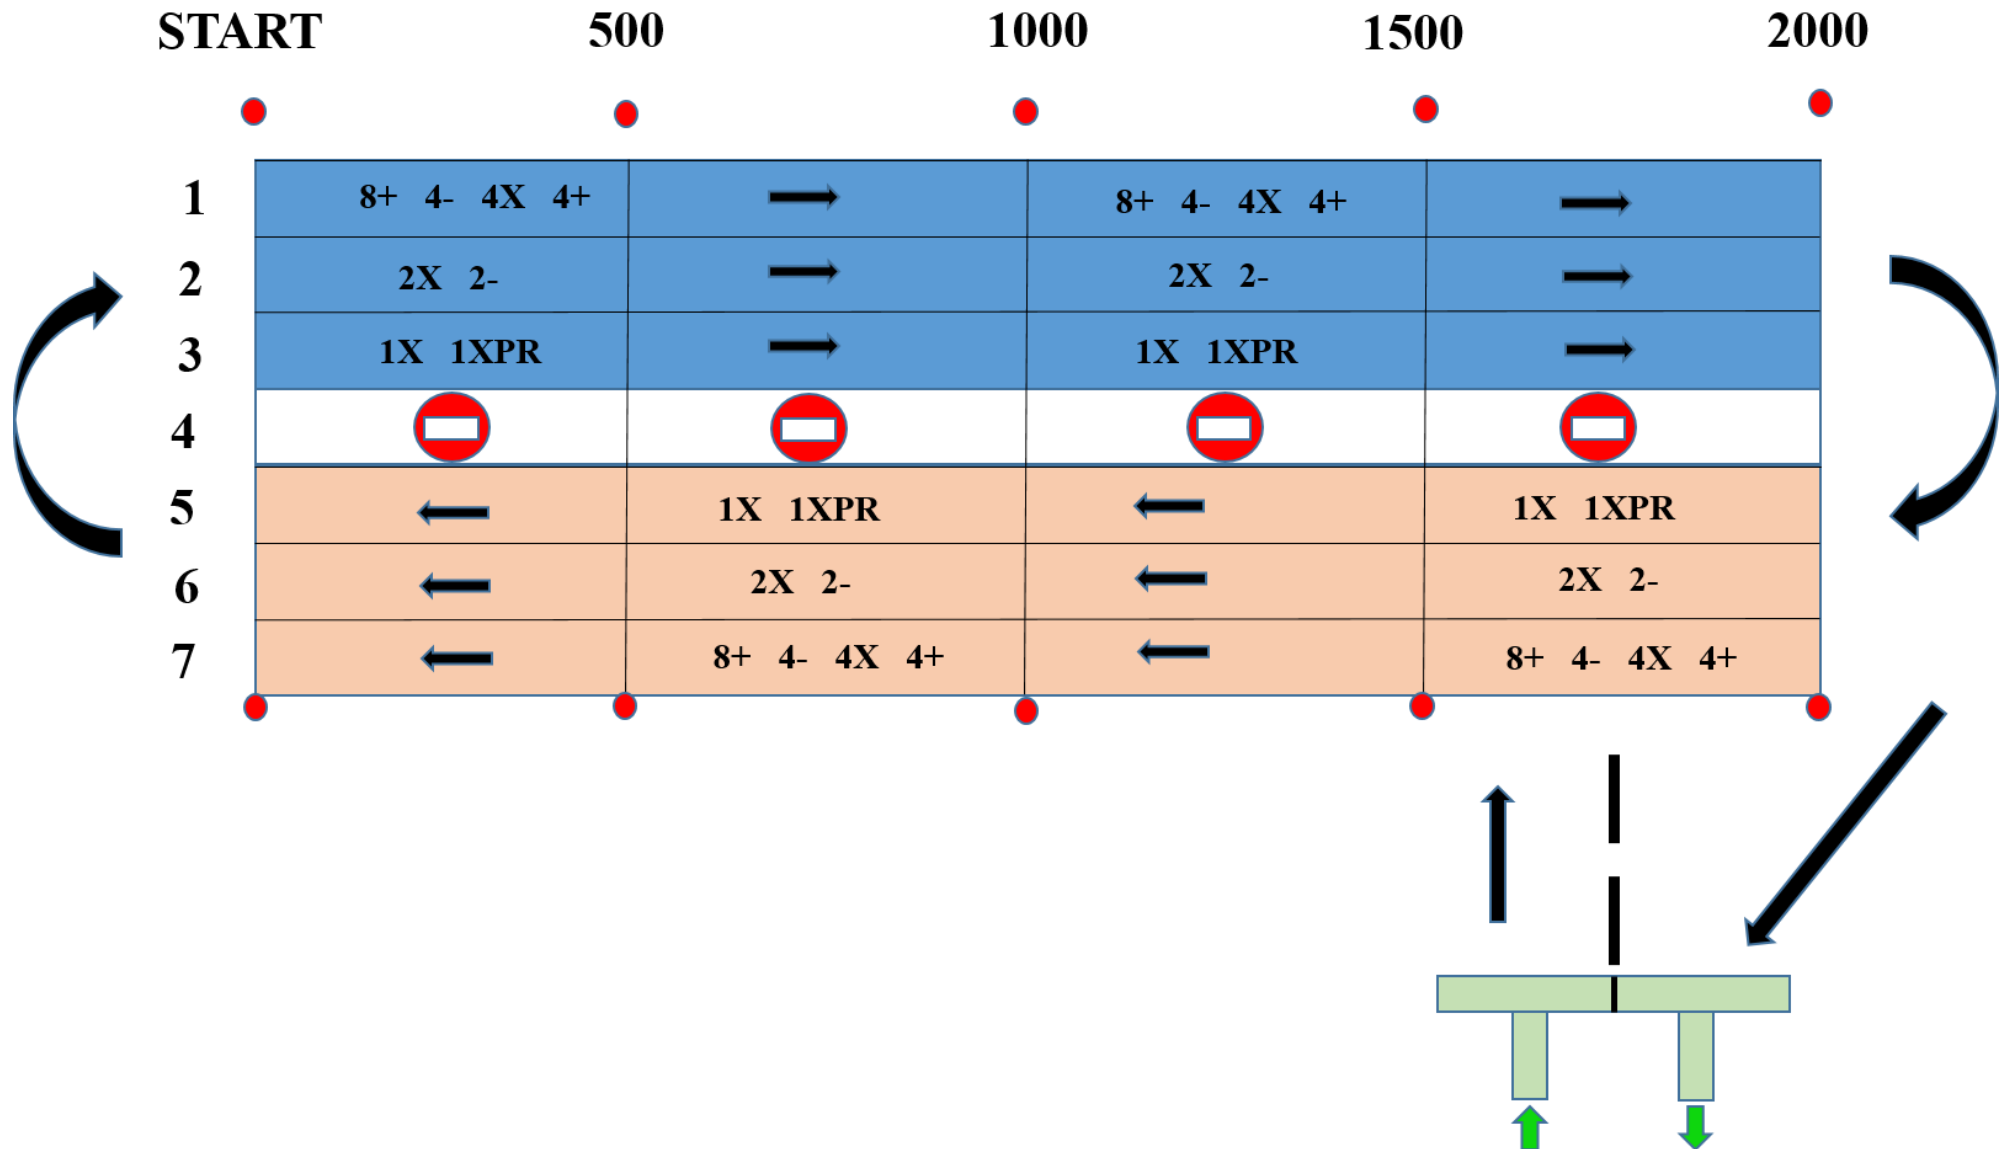 START 500 1000 1500 2000
1 8+ 4- 4X 4+ 8+ 4- 4X 4+
2 2X 2- 2X 2-
3 1X 1XPR 1X 1XPR
4
5 1X 1XPR 1X 1XPR
6 2X 2- 2X 2-
7 8+ 4- 4X 4+ 8+ 4- 4X 4+